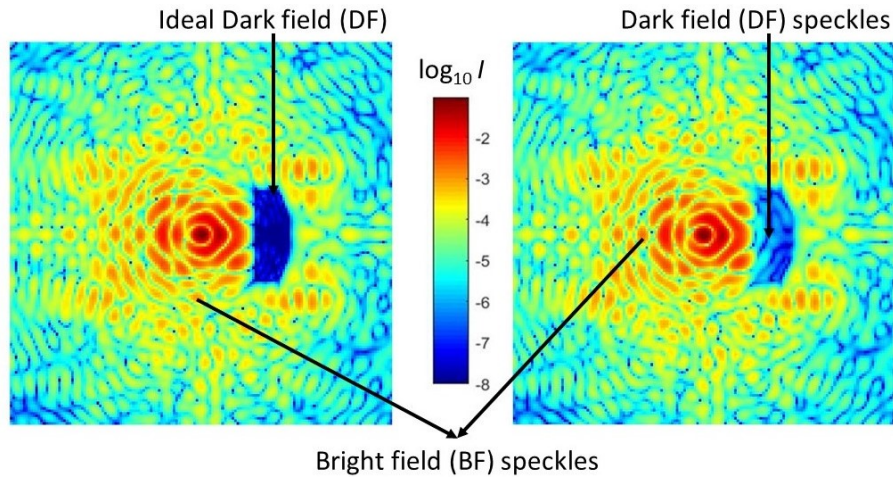 Ideal Dark field (DF)
Dark field (DF) speckles
log10 I
-2
-3
-4
-5
-6
-7
-8
Bright field (BF) speckles